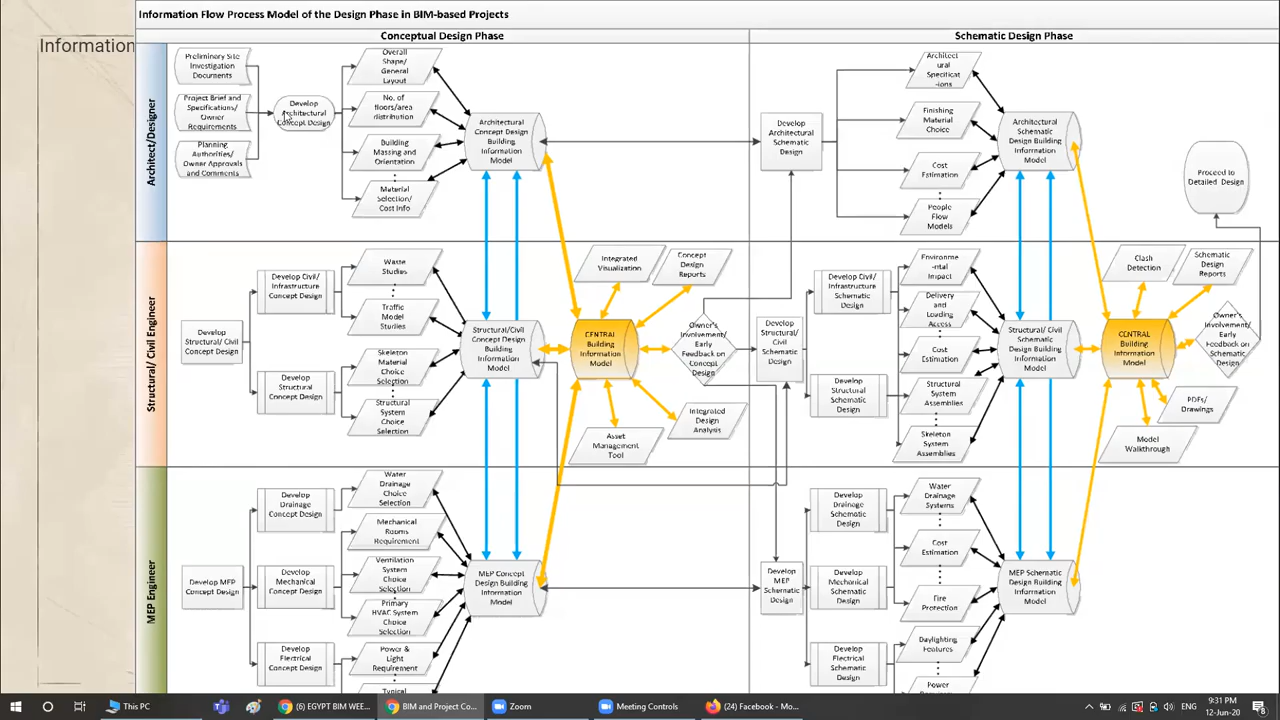 Information Flow Process Model of the Design Phase in BIM-based Projects
Information
Conceptual Design Phase
Schematic Design Phase
Architect/Designer
Preliminary Site
Investigation
Documents
Project Brief and
Specifications/
Owner
Requirements
Planning
Authorities/
Owner Approvals
and Comments
Develop
Architectural
Concept Design
Overall
Shape/
General
Layout
No. of
floors/area
distribution
Building
Massing and
Orientation
Material
Selection/
Cost Info
Architectural
Concept Design
Building
Information
Model
Develop
Architectural
Schematic
Design
Architect
ural
Specificat
-ions
Finishing
Material
Choice
Cost
Estimation
People
Flow
Models
Architectural
Schematic
Design Building
Information
Model
Proceed to
Detailed Design
Structural/ Civil Engineer
Develop
Structural/ Civil
Concept Design
Develop Civil/
Infrastructure
Concept Design
Develop
Structural
Concept Design
Waste
Studies
Traffic
Model
Studies
Skeleton
Material
Choice
Selection
Structural
System
Choice
Selection
Structural/Civil
Concept Design
Building
Information
Model
Integrated
Visualization
Concept
Design
Reports
CENTRAL
Building
Information
Model
Asset
Management
Tool
Integrated
Design
Analysis
Owner's
Involvement/
Early
Feedback on
Concept
Design
Develop
Structural/
Civil
Schematic
Design
Develop Civil/
Infrastructure
Schematic
Design
Develop
Structural
Schematic
Design
Environme
-ntal
Impact
Delivery
and
Loading
Access
Cost
Estimation
Structural
System
Assemblies
Skeleton
System
Assemblies
Structural/ Civil
Schematic
Design Building
Information
Model
Clash
Detection
Schematic
Design
Reports
CENTRAL
Building
Information
Model
Owner's
Involvement/
Early
Feedback on
Schematic
Design
PDFs/
Drawings
Model
Walkthrough
MEP Engineer
Develop MEP
Concept Design
Develop
Drainage
Concept Design
Develop
Mechanical
Concept Design
Develop
Electrical
Concept Design
Water
Drainage
Choice
Selection
Mechanical
Rooms
Requirement
Ventilation
System
Choice
Selection
Primary
HVAC System
Choice
Selection
Power &
Light
Requirement
Typical
MEP Concept
Design Building
Information
Model
Develop
MEP
Schematic
Design
Develop
Drainage
Schematic
Design
Develop
Mechanical
Schematic
Design
Develop
Electrical
Schematic
Design
Water
Drainage
Systems
Cost
Estimation
Fire
Protection
Daylighting
Features
Power
MEP Schematic
Design Building
Information
Model
This PC
(6) EGYPT BIM WEE...
BIM and Project Co...
Zoom
Meeting Controls
(24) Facebook - Mo...
ENG
9:31 PM
12-Jun-20